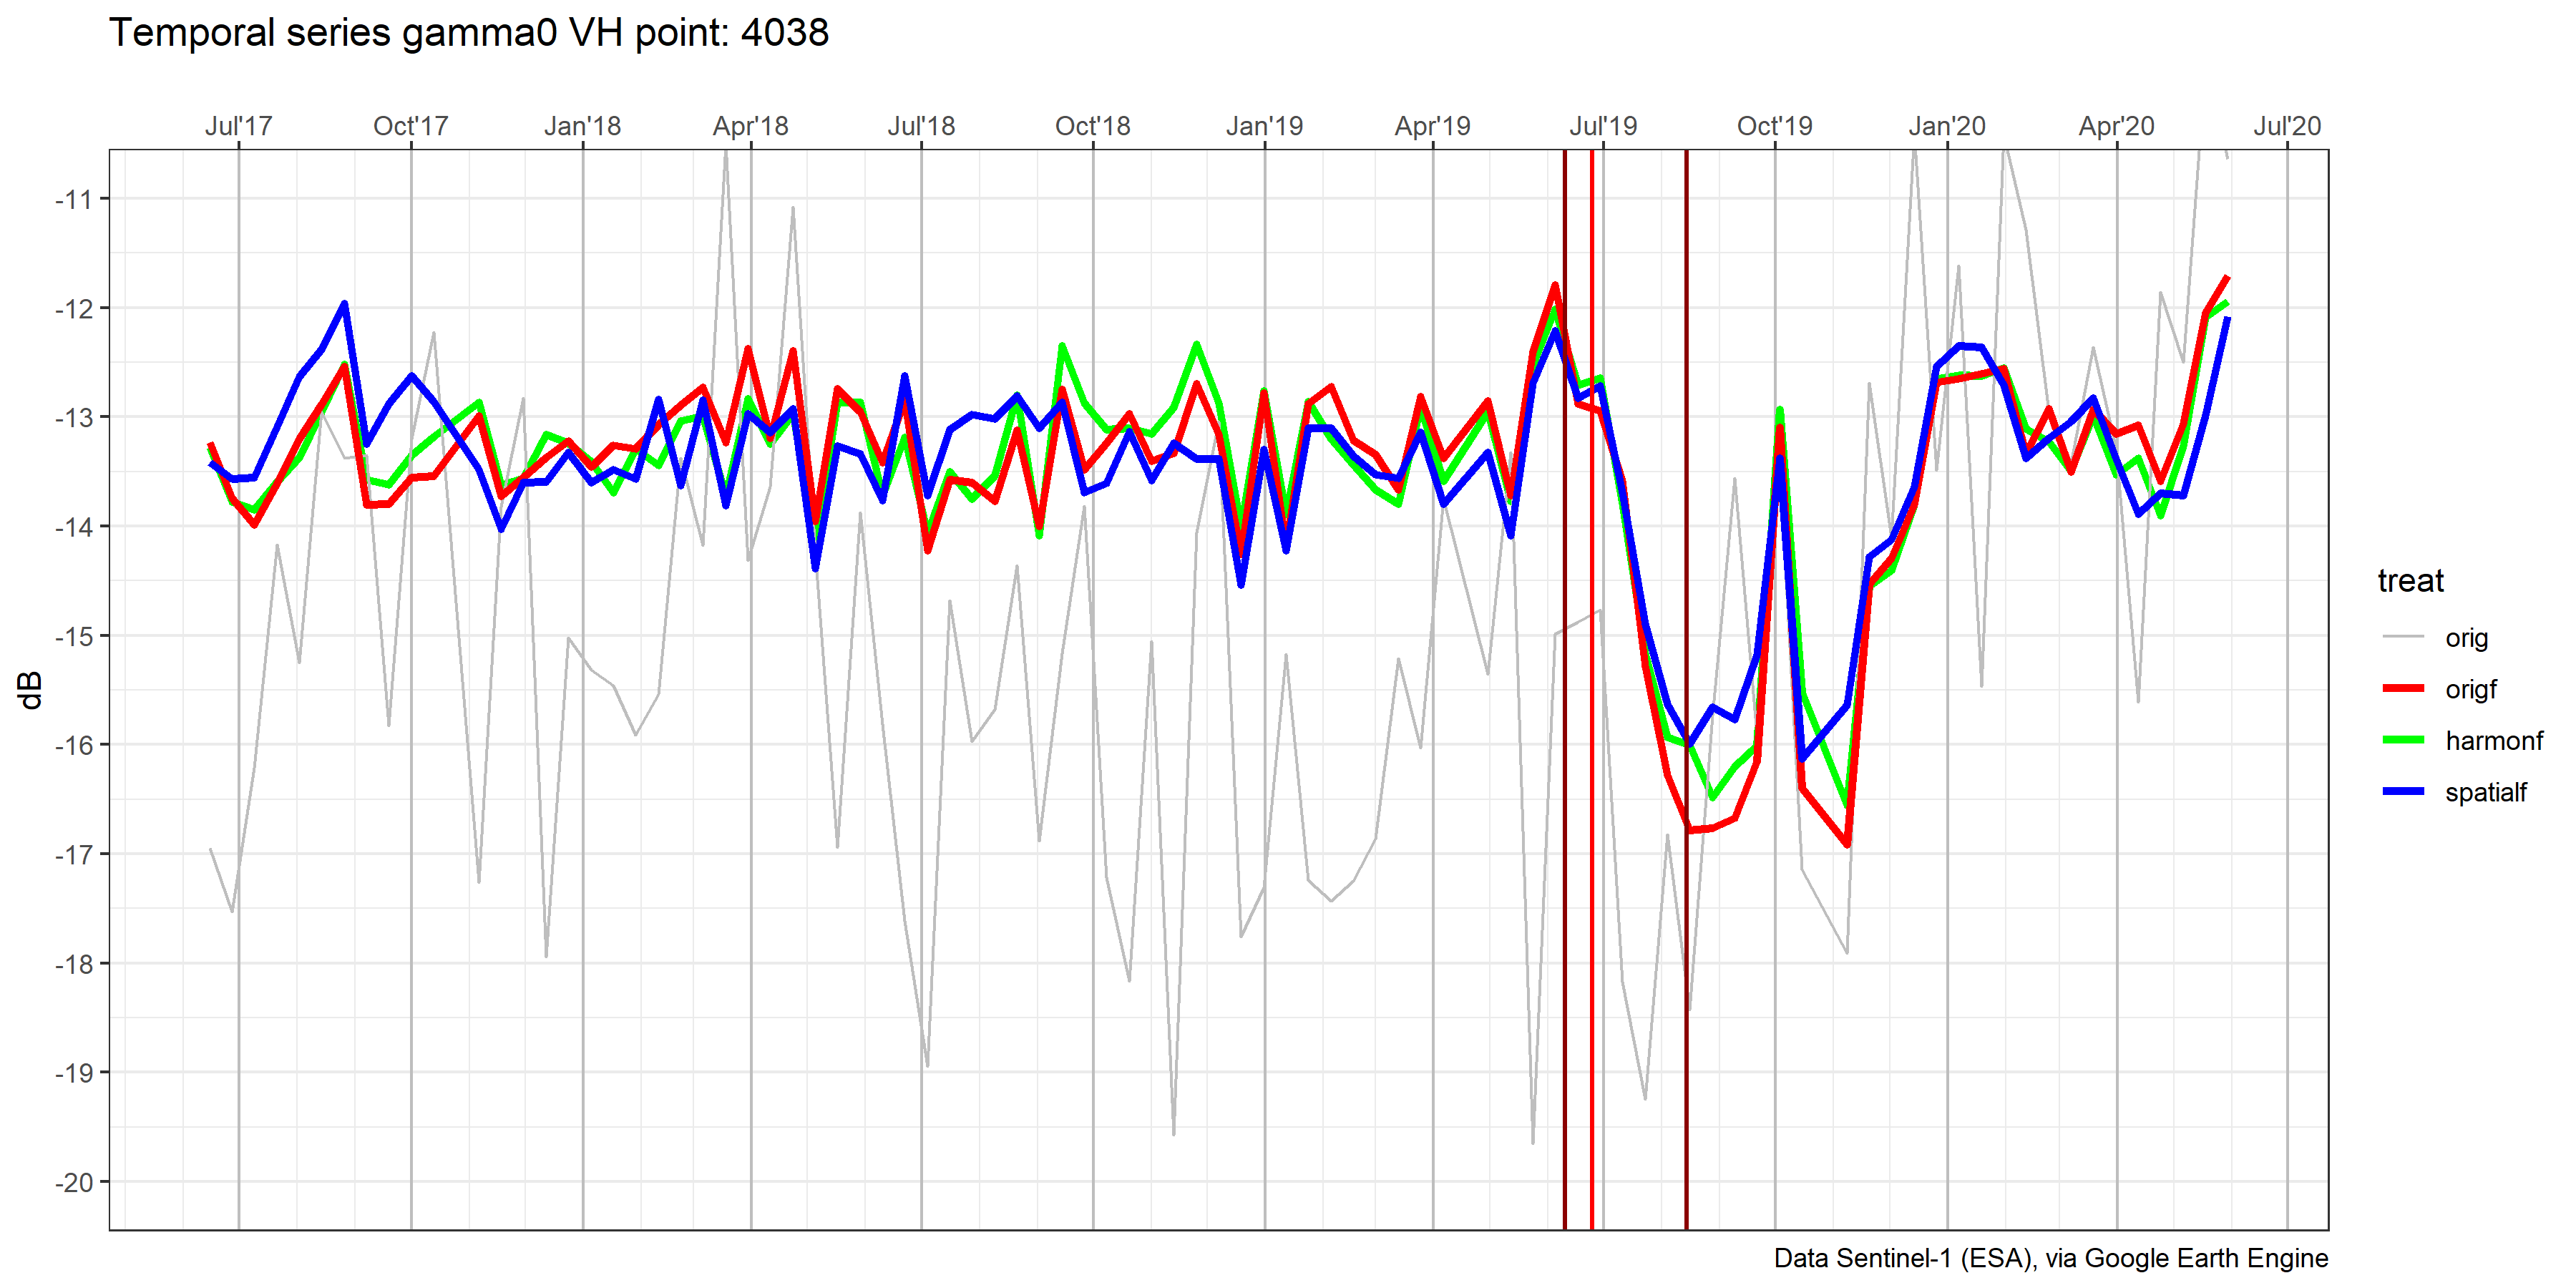 Temporal series gamma0 VH point: 4038
Jul'17 Oct'17 Jan'18 Apr'18 Jul'18 Oct'18 Jan'19 Apr'19 Jul'19 Oct'19 Jan'20 Apr'20 Jul'20
-11
-12
-13
-14
-15
-16
-17
-18
-19
-20
dB
treat
orig
origf
harmonf
spatialf
Data Sentinel-1 (ESA), via Google Earth Engine